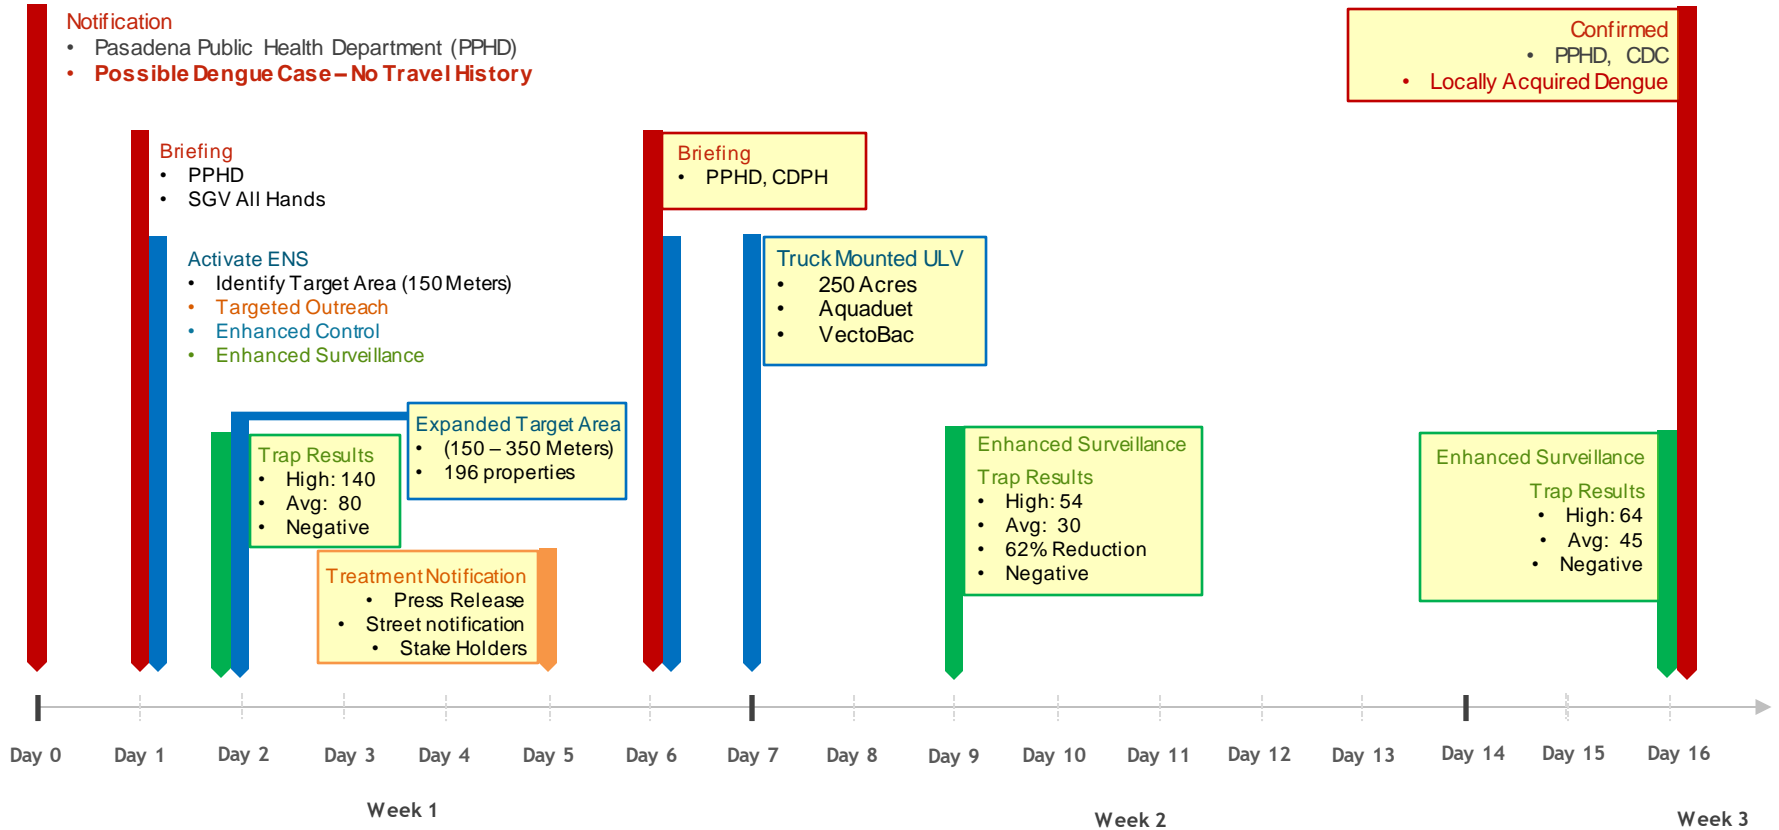 Notification
• Pasadena Public Health Department (PPHD)
• Possible Dengue Case – No Travel History
Confirmed
• PPHD, CDC
• Locally Acquired Dengue
Briefing
• PPHD
• SGV All Hands
Briefing
• PPHD, CDPH
Activate ENS
• Identify Target Area (150 Meters)
• Targeted Outreach
• Enhanced Control
• Enhanced Surveillance
Truck Mounted ULV
• 250 Acres
• Aquaduet
• VectoBac
Expanded Target Area
• (150 – 350 Meters)
• 196 properties
Trap Results
• High: 140
• Avg: 80
• Negative
Enhanced Surveillance
Trap Results
• High: 54
• Avg: 30
• 62% Reduction
• Negative
Enhanced Surveillance
Trap Results
• High: 64
• Avg: 45
• Negative
Treatment Notification
• Press Release
• Street notification
• Stake Holders
Day 0 Day 1 Day 2 Day 3 Day 4 Day 5 Day 6 Day 7 Day 8 Day 9 Day 10 Day 11 Day 12 Day 13 Day 14 Day 15 Day 16
Week 1 Week 2 Week 3